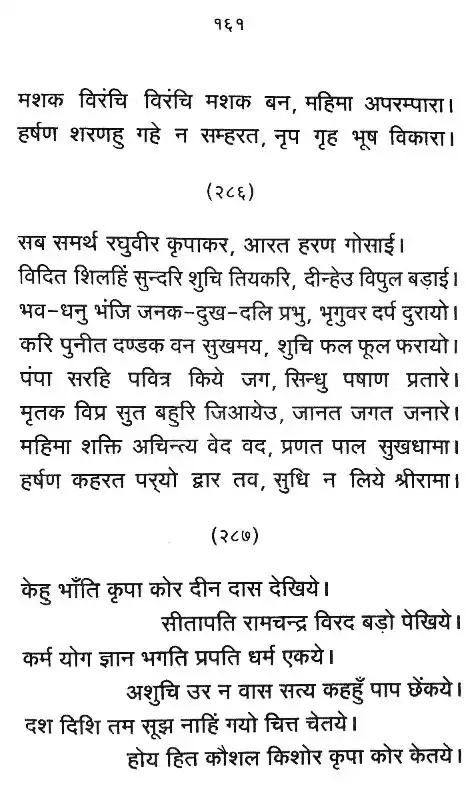 १६१
मशक विरंचि विरंचि मशक बन, महिमा अपरम्पारा।
हर्षण शरणहु गहे न सम्हरत, नृप गृह भूष विकारा।
(२८६)
सब समर्थ रघुवीर कृपाकर, आरत हरण गोसाई।
विदित शिलहिं सुन्दरि शुचि तियकरि, दीन्हेउ विपुल बड़ाई।
भव-धनु भंजि जनक-दुख-दलि प्रभु, भृगुवर दर्प दुरायो।
करि पुनीत दण्डक वन सुखमय, शुचि फल फूल फरायो।
पंपा सरहि पवित्र किये जग, सिन्धु पषाण प्रतारे।
मृतक विप्र सुत बहुरि जिआयेउ, जानत जगत जनारे।
महिमा शक्ति अचिन्त्य वेद वद, प्रणत पाल सुखधामा।
हर्षण कहरत पर्‌यो द्वार तव, सुधि न लिये श्रीरामा।
(२८७)
केहु भाँति कृपा कोर दीन दास देखिये।
सीतापति रामचन्द्र विरद बड़ो पेखिये।
कर्म योग ज्ञान भगति प्रपति धर्म एकये।
अशुचि उर न वास सत्य कहहुँ पाप छेंकये।
दश दिशि तम सूझ नाहिं गयो चित्त चेतये।
होय हित कौशल किशोर कृपा कोर केतये।